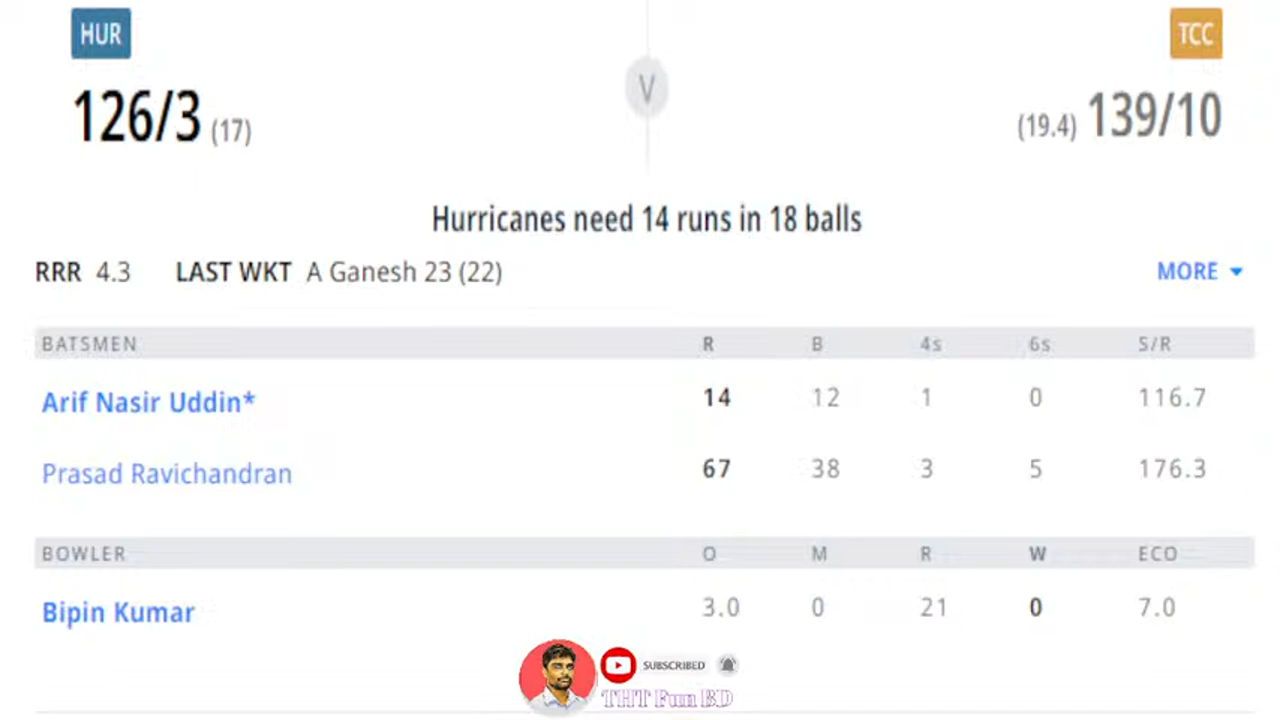 HUR
V
TCC
126/3 (17)
(19.4) 139/10
Hurricanes need 14 runs in 18 balls
RRR 4.3 LAST WKT A Ganesh 23 (22) MORE
BATSMEN R B 4s 6s S/R
Arif Nasir Uddin* 14 12 1 0 116.7
Prasad Ravichandran 67 38 3 5 176.3
BOWLER O M R W ECO
Bipin Kumar 3.0 0 21 0 7.0
SUBSCRIBED
THT Fun BD